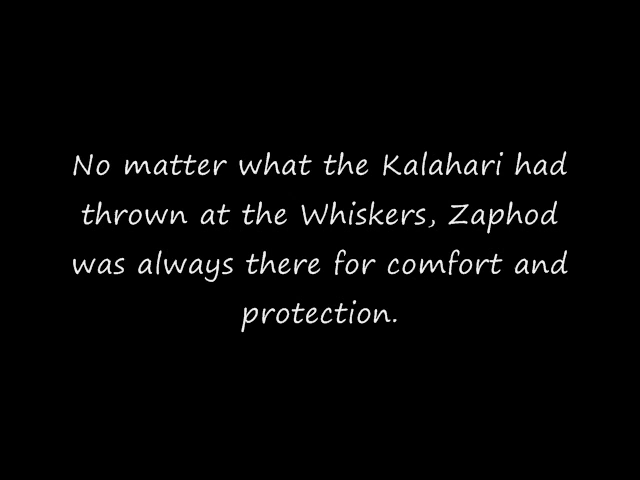 No matter what the Kalahari had
thrown at the Whiskers, Zaphod
was always there for comfort and
protection.